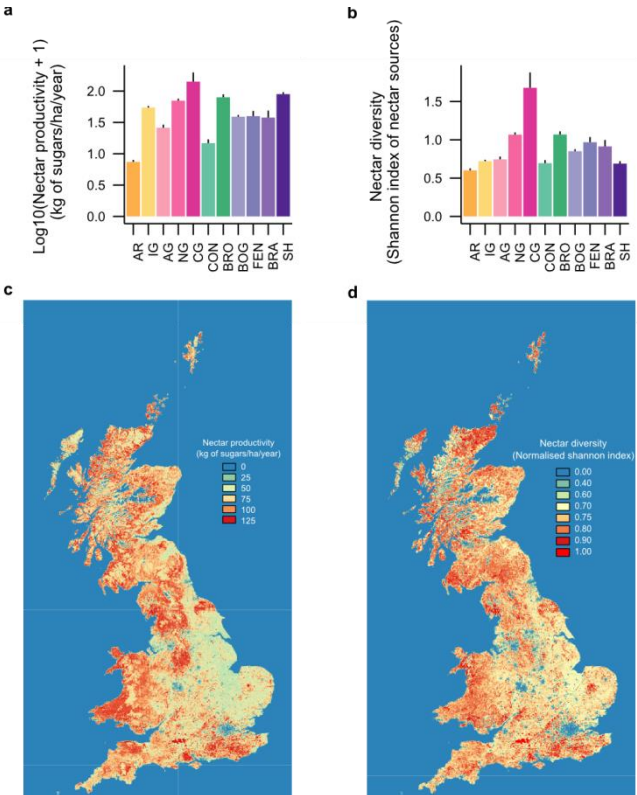 a
Log10(Nectar productivity + 1)
(kg of sugars/ha/year)
2.0
1.5
1.0
0.5
0.0
AR
IG
AG
NG
CG
CON
BRO
BOG
FEN
BRA
SH
b
Nectar diversity
(Shannon index of nectar sources)
1.5
1.0
0.5
0.0
AR
IG
AG
NG
CG
CON
BRO
BOG
FEN
BRA
SH
c
Nectar productivity
(kg of sugars/ha/year)
0
25
50
75
100
125
d
Nectar diversity
(Normalised shannon index)
0.00
0.40
0.60
0.70
0.75
0.80
0.90
1.00